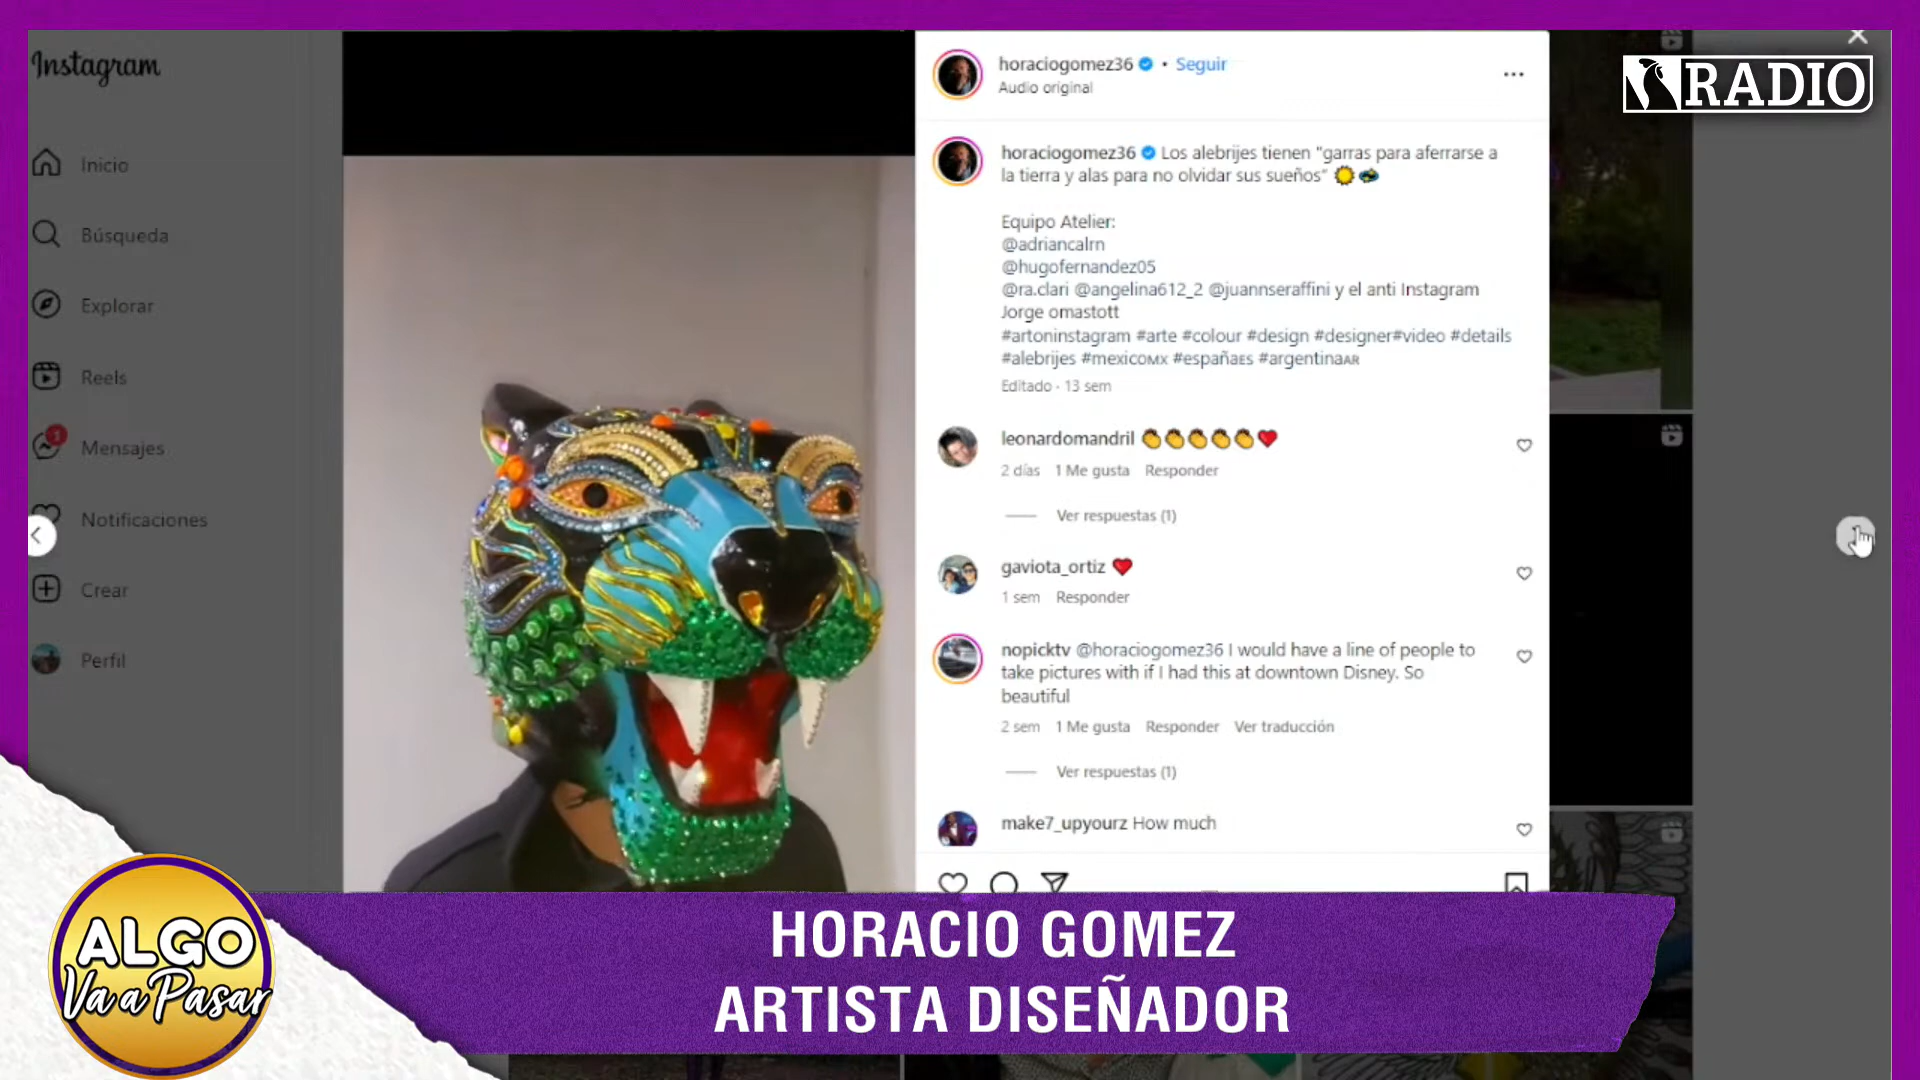 Instagram
Inicio
Búsqueda
Explorar
Reels
1
Mensajes
Notificaciones
Crear
Perfil
horaciogomez36 • Seguir
Audio original
horaciogomez36 Los alebrijes tienen "garras para aferrarse a
la tierra y alas para no olvidar sus sueños"
Equipo Atelier:
@adriancalrn
@hugofernandez05
@ra.clari @angelina612_2 @juannseraffini y el anti Instagram
Jorge omastott
#artoninstagram #arte #colour #design #designer#video #details
#alebrijes #mexicoMX #españaES #argentinaAR
Editado · 13 sem
leonardomandril
2 días 1 Me gusta Responder
Ver respuestas (1)
gaviota_ortiz
1 sem Responder
nopicktv @horaciogomez36 I would have a line of people to
take pictures with if I had this at downtown Disney. So
beautiful
2 sem 1 Me gusta Responder Ver traducción
Ver respuestas (1)
make7_upyourz How much
RADIO
ALGO
Va a Pasar
HORACIO GOMEZ
ARTISTA DISEÑADOR